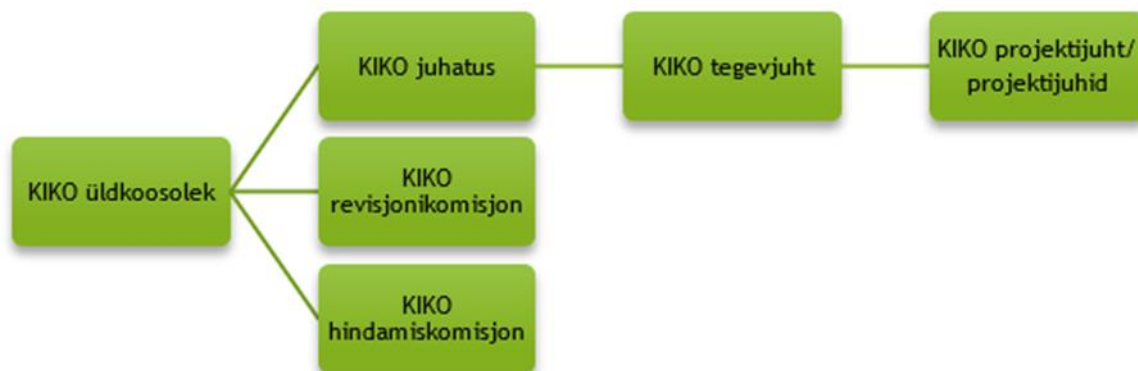 KIKO üldkoosolek
KIKO juhatus
KIKO tegevjuht
KIKO projektijuht/
projektijuhid
KIKO
revisjonikomisjon
KIKO
hindamiskomisjon